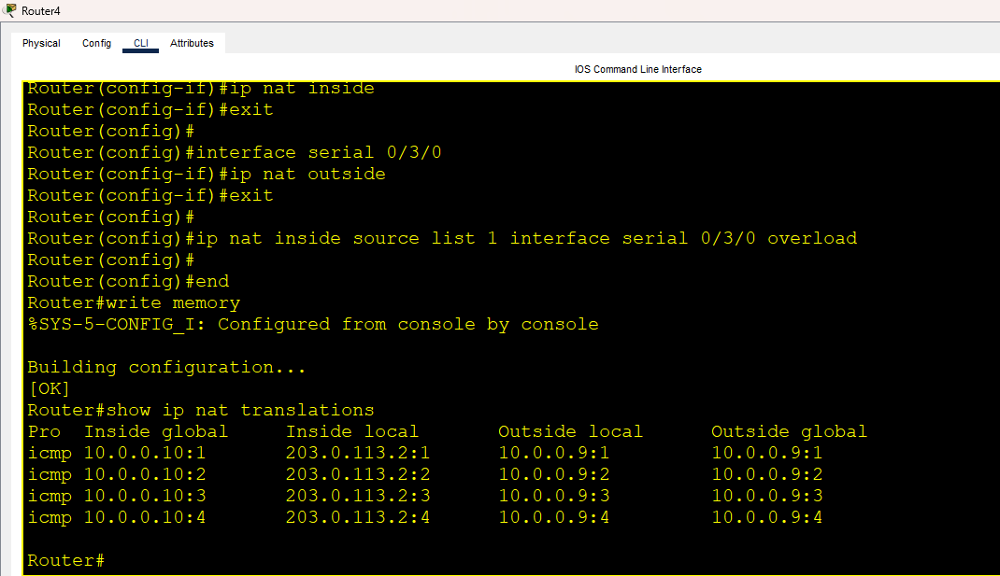 Router4
Physical Config CLI Attributes
IOS Command Line Interface
Router(config-if)#ip nat inside
Router(config-if)#exit
Router(config)#
Router(config)#interface serial 0/3/0
Router(config-if)#ip nat outside
Router(config-if)#exit
Router(config)#
Router(config)#ip nat inside source list 1 interface serial 0/3/0 overload
Router(config)#
Router(config)#end
Router#write memory
%SYS-5-CONFIG_I: Configured from console by console
Building configuration...
[OK]
Router#show ip nat translations
Pro Inside global Inside local Outside local Outside global
icmp 10.0.0.10:1 203.0.113.2:1 10.0.0.9:1 10.0.0.9:1
icmp 10.0.0.10:2 203.0.113.2:2 10.0.0.9:2 10.0.0.9:2
icmp 10.0.0.10:3 203.0.113.2:3 10.0.0.9:3 10.0.0.9:3
icmp 10.0.0.10:4 203.0.113.2:4 10.0.0.9:4 10.0.0.9:4
Router#